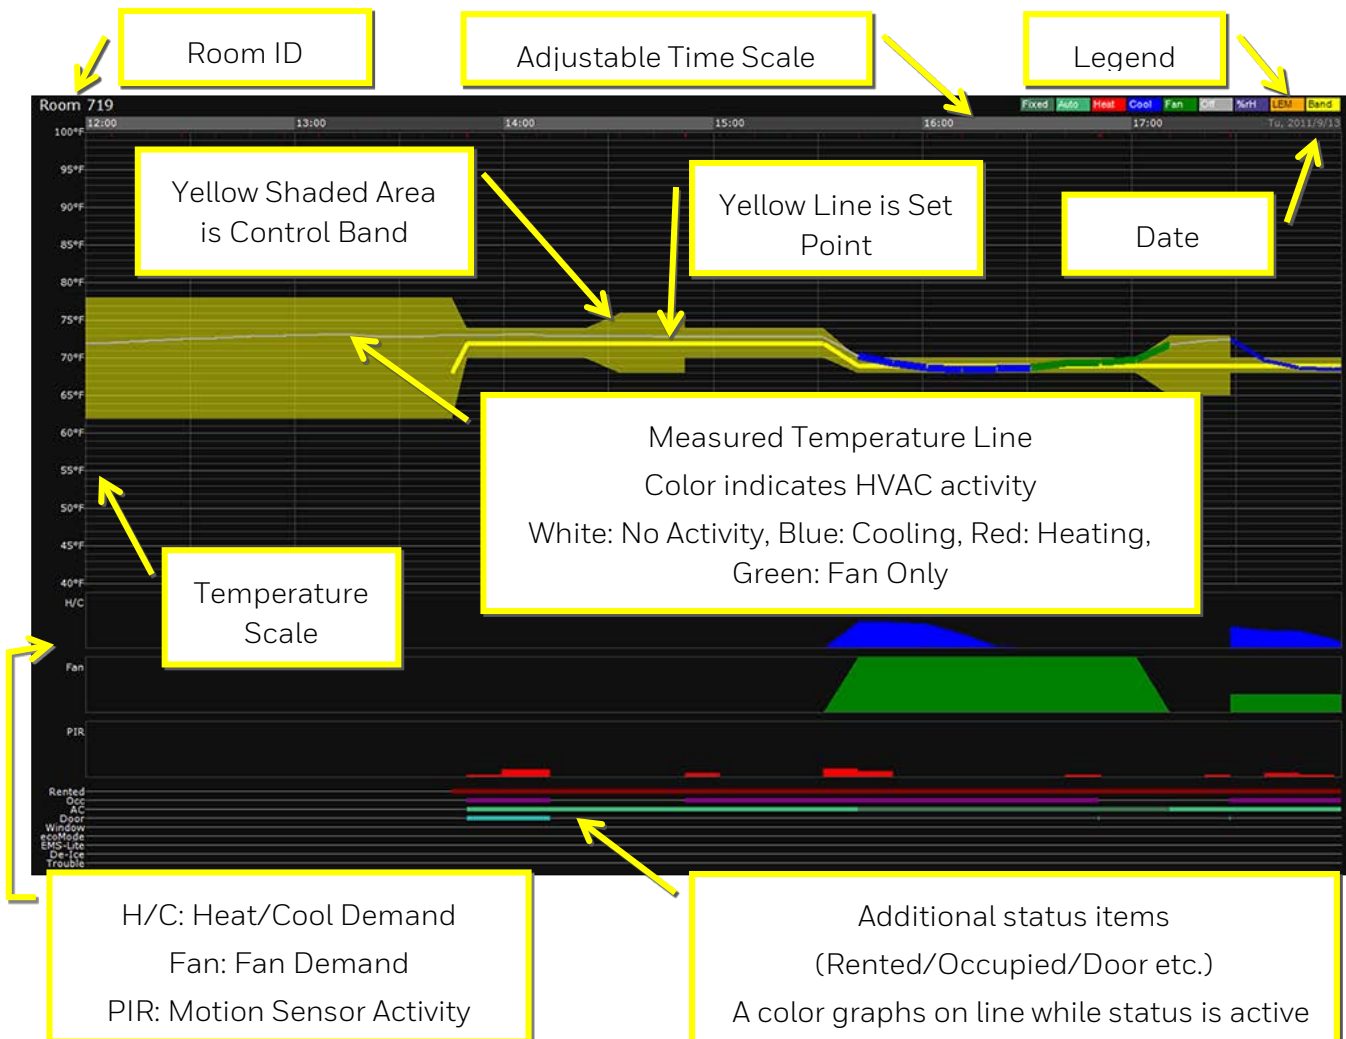 Room ID
Adjustable Time Scale
Legend
Room 719
Fixed Auto Heat Cool Fan Off %rH LEM Band
12:00 13:00 14:00 15:00 16:00 17:00 Tu, 2011/9/13
100°F
95°F
90°F
85°F
80°F
75°F
70°F
65°F
60°F
55°F
50°F
45°F
40°F
Yellow Shaded Area
is Control Band
Yellow Line is Set
Point
Date
Measured Temperature Line
Color indicates HVAC activity
White: No Activity, Blue: Cooling, Red: Heating,
Green: Fan Only
Temperature
Scale
H/C
Fan
PIR
Rented
Occ
AC
Door
Window
ecoMode
EMS-Lite
De-Ice
Trouble
H/C: Heat/Cool Demand
Fan: Fan Demand
PIR: Motion Sensor Activity
Additional status items
(Rented/Occupied/Door etc.)
A color graphs on line while status is active